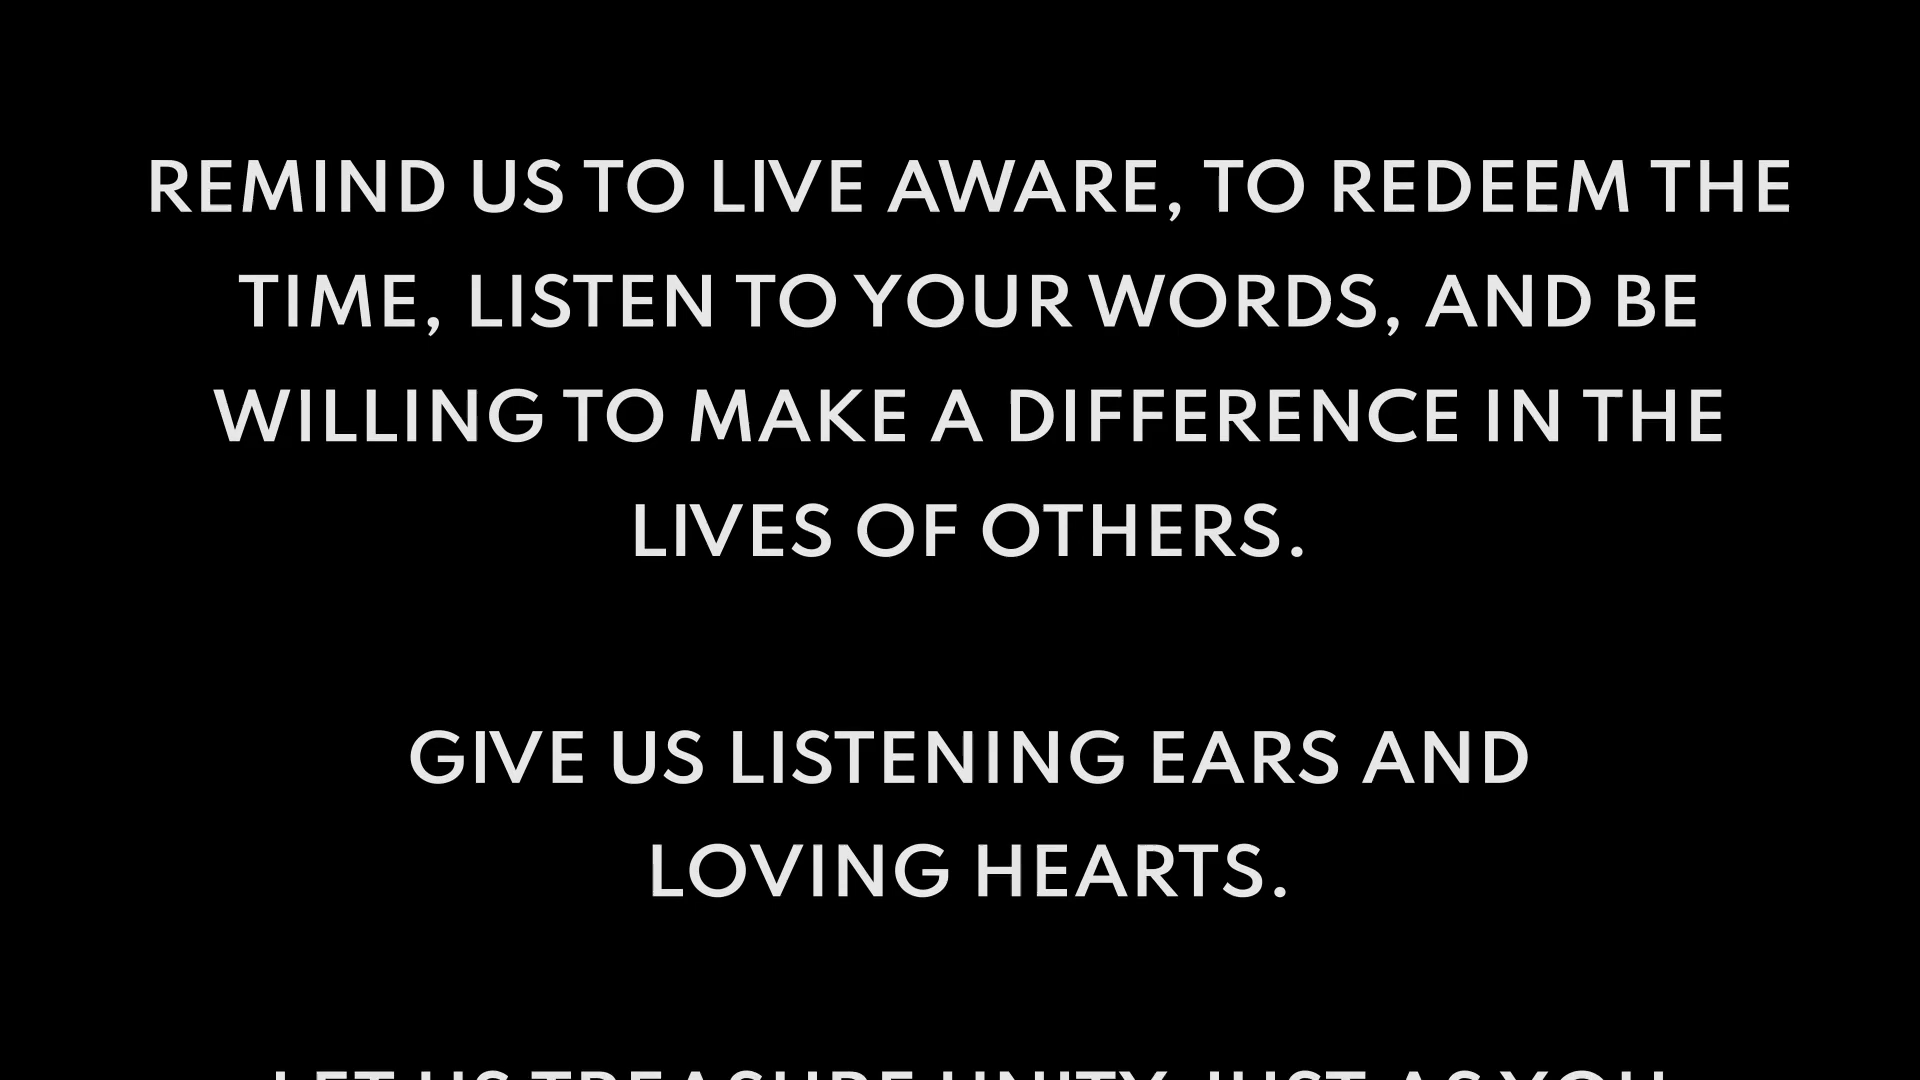 REMIND US TO LIVE AWARE, TO REDEEM THE
TIME, LISTEN TO YOUR WORDS, AND BE
WILLING TO MAKE A DIFFERENCE IN THE
LIVES OF OTHERS.
GIVE US LISTENING EARS AND
LOVING HEARTS.
LET US TREASURE UNITY JUST AS YOU